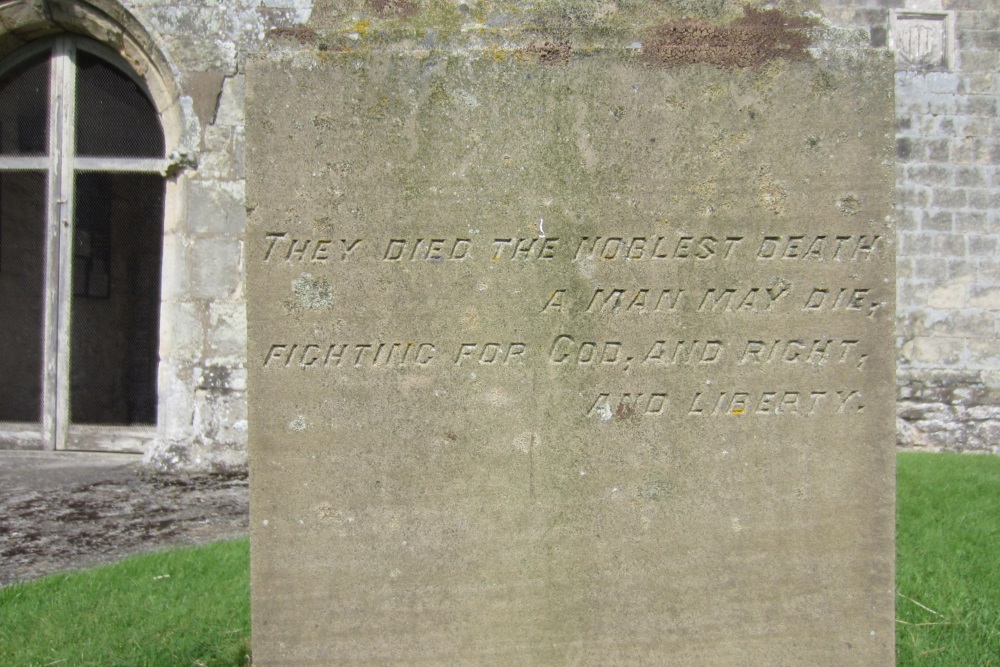 They died the noblest death
a man may die,
fighting for God, and right,
and liberty.